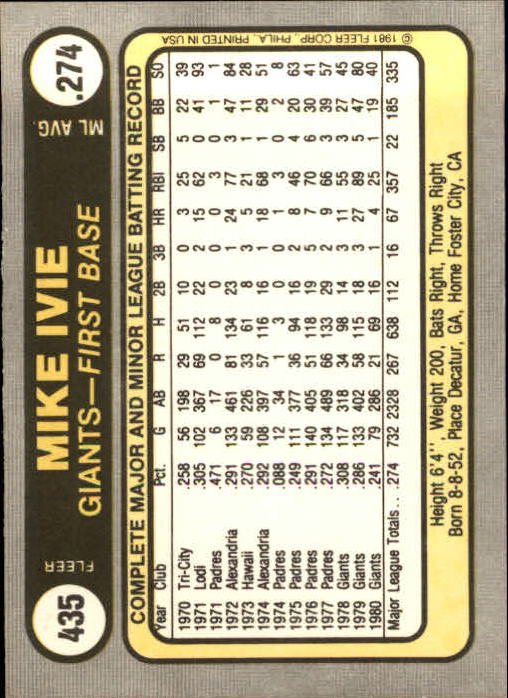 435
FLEER
MIKE IVIE
GIANTS—FIRST BASE
ML AVG.
.274
COMPLETE MAJOR AND MINOR LEAGUE BATTING RECORD
Year Club Pct. G AB R H 2B 3B HR RBI SB BB SO
1970 Tri-City .258 56 198 29 51 10 0 3 25 5 22 39
1971 Lodi .305 102 367 69 112 22 2 15 62 0 41 93
1971 Padres .471 6 17 0 8 0 0 0 3 0 1 1
1972 Alexandria .291 133 461 81 134 23 1 24 77 3 47 84
1973 Hawaii .270 59 226 33 61 8 3 5 21 1 11 28
1974 Alexandria .292 108 397 57 116 16 1 18 68 1 29 51
1974 Padres .088 12 34 1 3 0 0 1 3 0 2 8
1975 Padres .249 111 377 36 94 16 2 8 46 4 20 63
1976 Padres .291 140 405 51 118 19 5 7 70 6 30 41
1977 Padres .272 134 489 66 133 29 2 9 66 3 39 57
1978 Giants .308 117 318 34 98 14 3 11 55 3 27 45
1979 Giants .286 133 402 58 115 18 3 27 89 5 47 80
1980 Giants .241 79 286 21 69 16 1 4 25 1 19 40
Major League Totals. . .274 732 2328 267 638 112 16 67 357 22 185 335
Height 6'4", Weight 200, Bats Right, Throws Right
Born 8-8-52, Place Decatur, GA, Home Foster City, CA
© 1981 FLEER CORP., PHILA., PRINTED IN USA